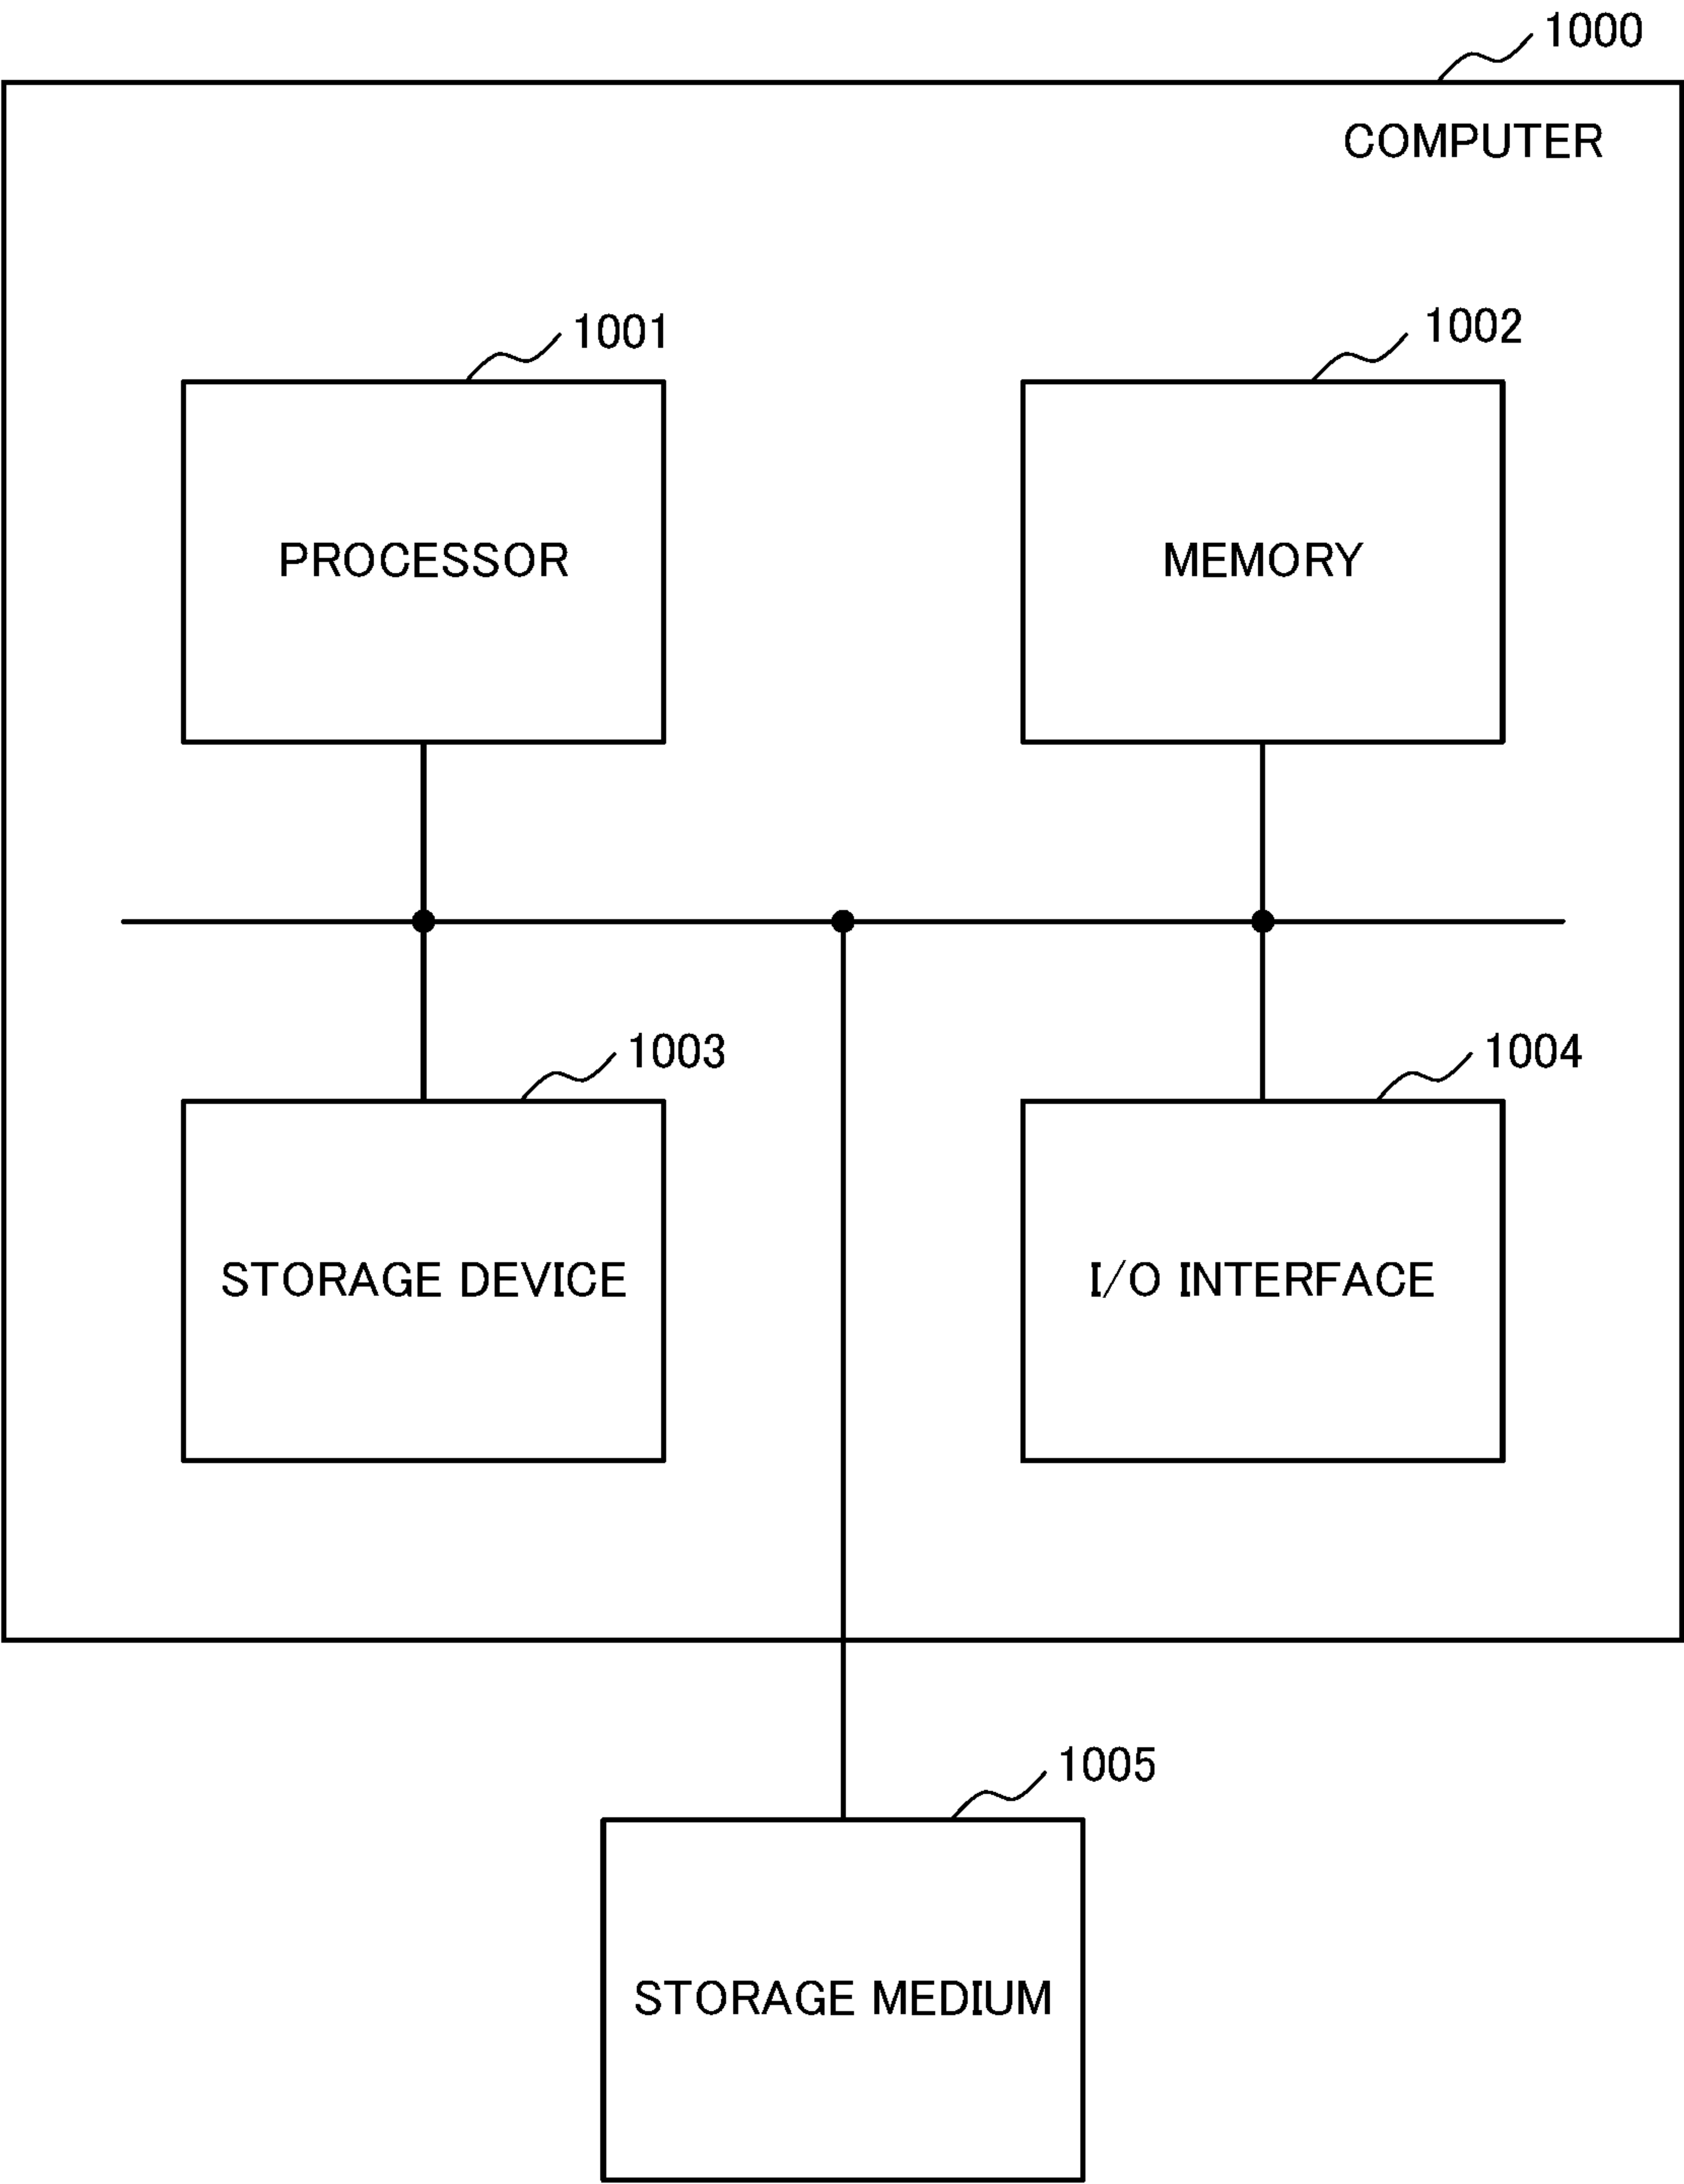 1000
COMPUTER
1001
1002
PROCESSOR
MEMORY
1003
1004
STORAGE DEVICE
I/O INTERFACE
1005
STORAGE MEDIUM